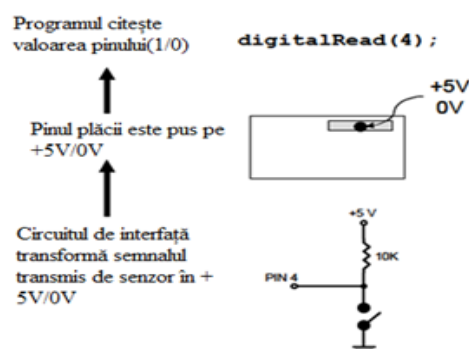 Programul citește
valoarea pinului(1/0)
digitalRead(4);
+5V
0V
Pinul plăcii este pus pe
+5V/0V
Circuitul de interfață
transformă semnalul
transmis de senzor în +
5V/0V
+5 V
10K
PIN 4